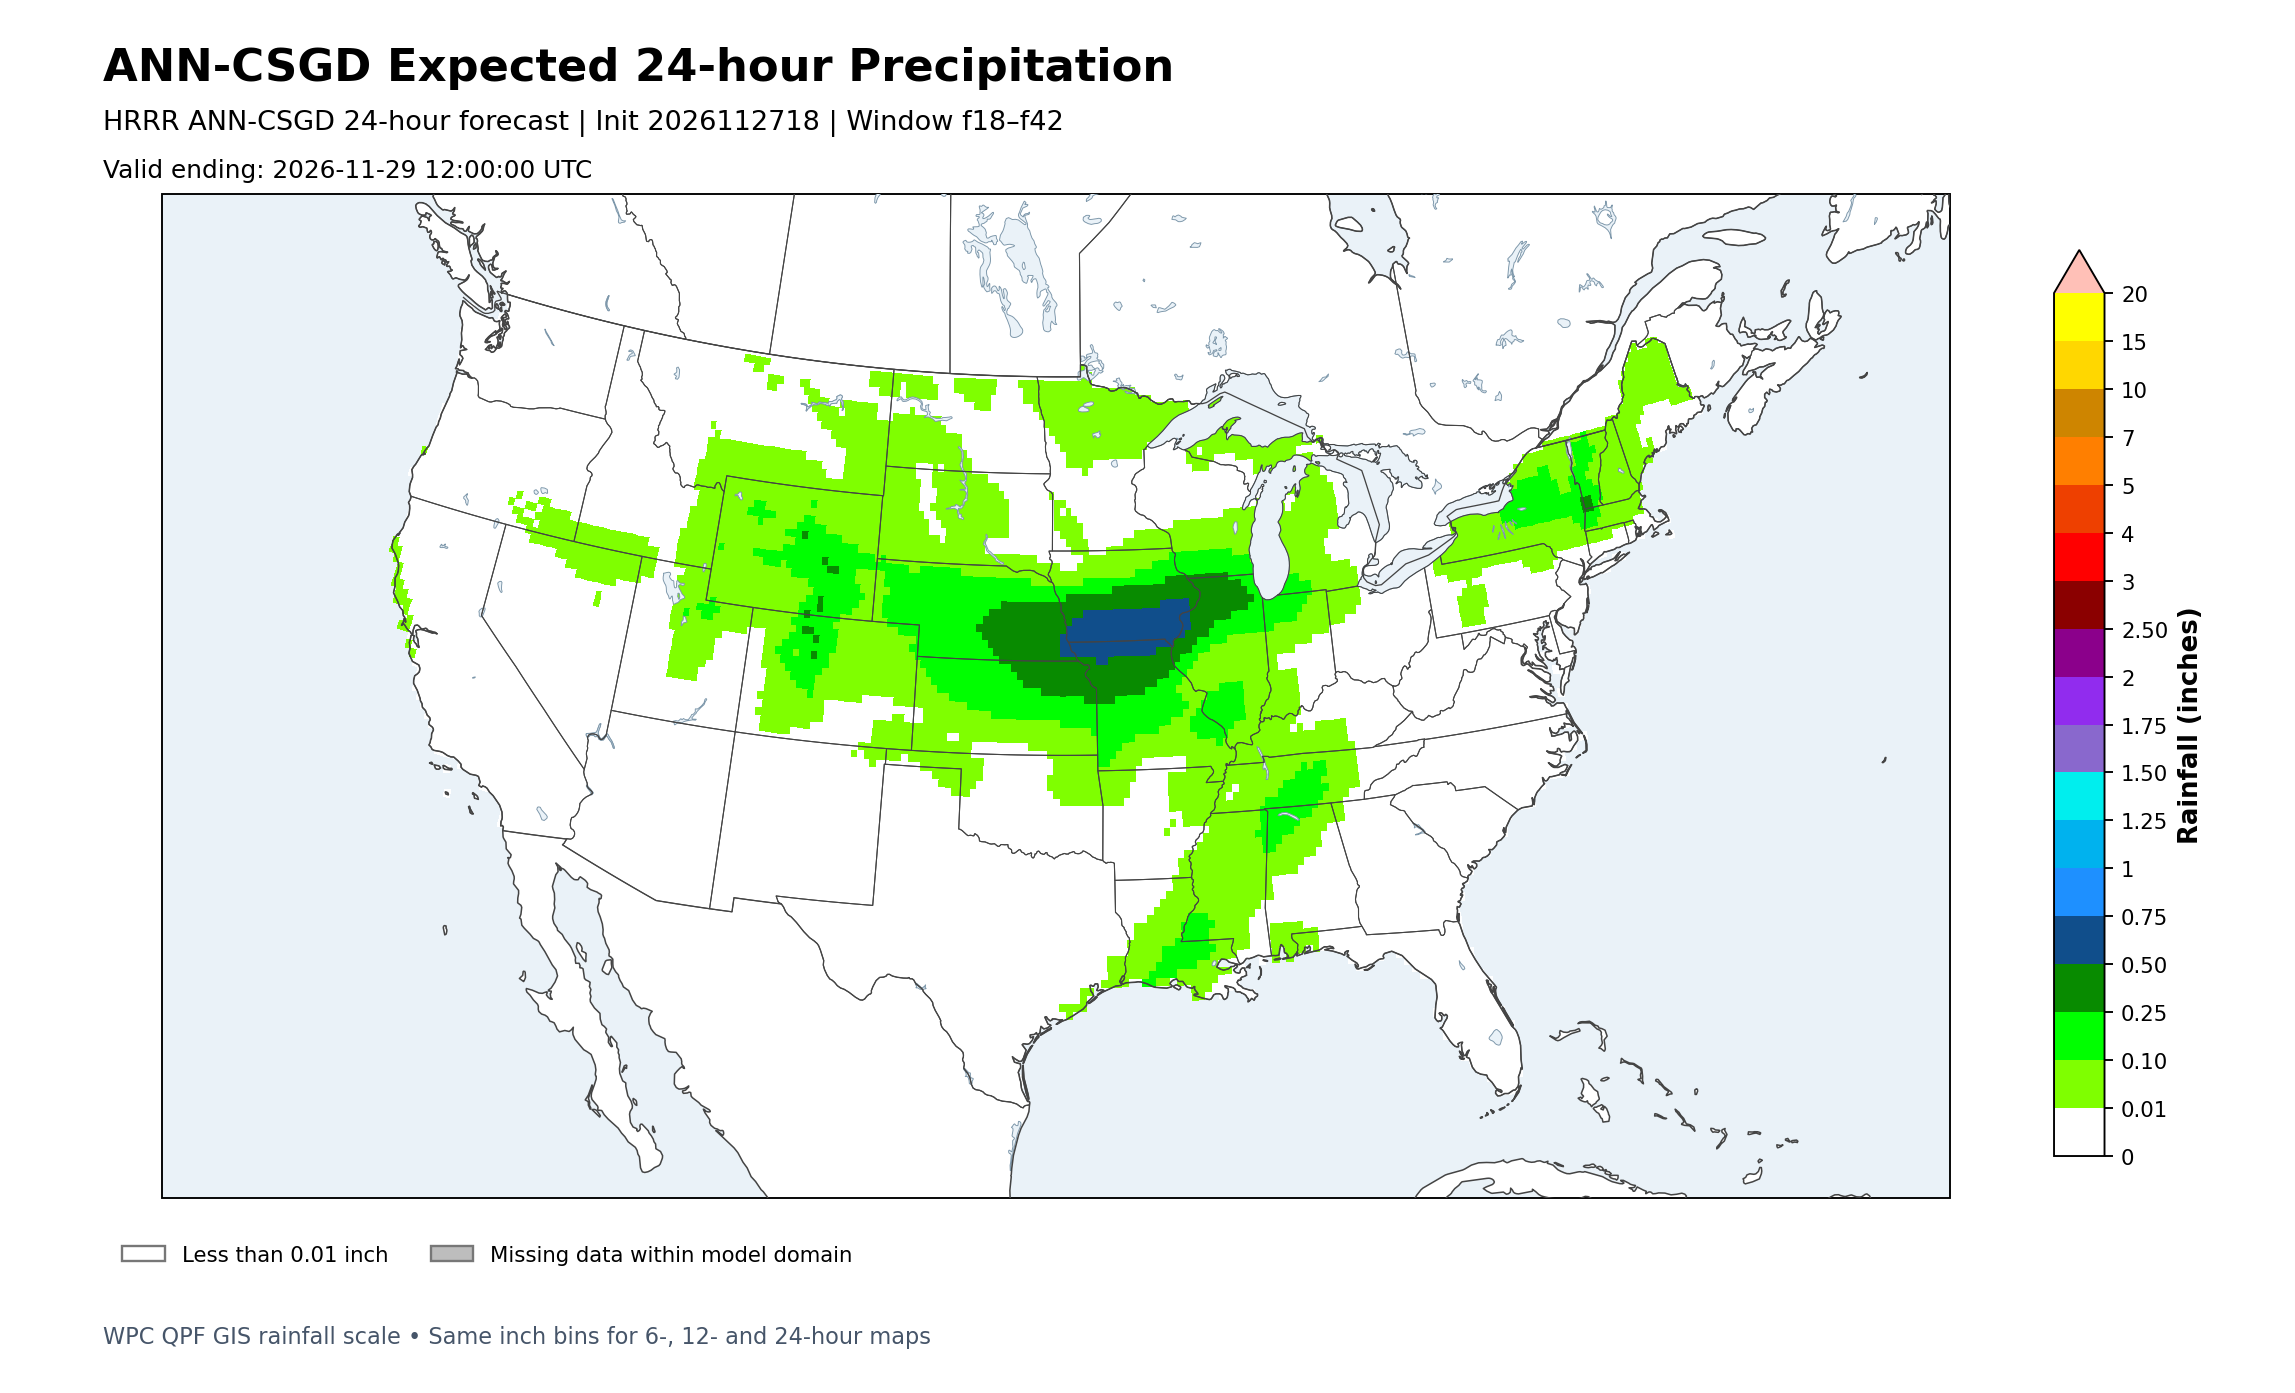 ANN-CSGD Expected 24-hour Precipitation
HRRR ANN-CSGD 24-hour forecast | Init 2026112718 | Window f18–f42
Valid ending: 2026-11-29 12:00:00 UTC
20
15
10
7
5
4
3
2.50
2
1.75
1.50
1.25
1
0.75
0.50
0.25
0.10
0.01
0
Rainfall (inches)
Less than 0.01 inch
Missing data within model domain
WPC QPF GIS rainfall scale • Same inch bins for 6-, 12- and 24-hour maps